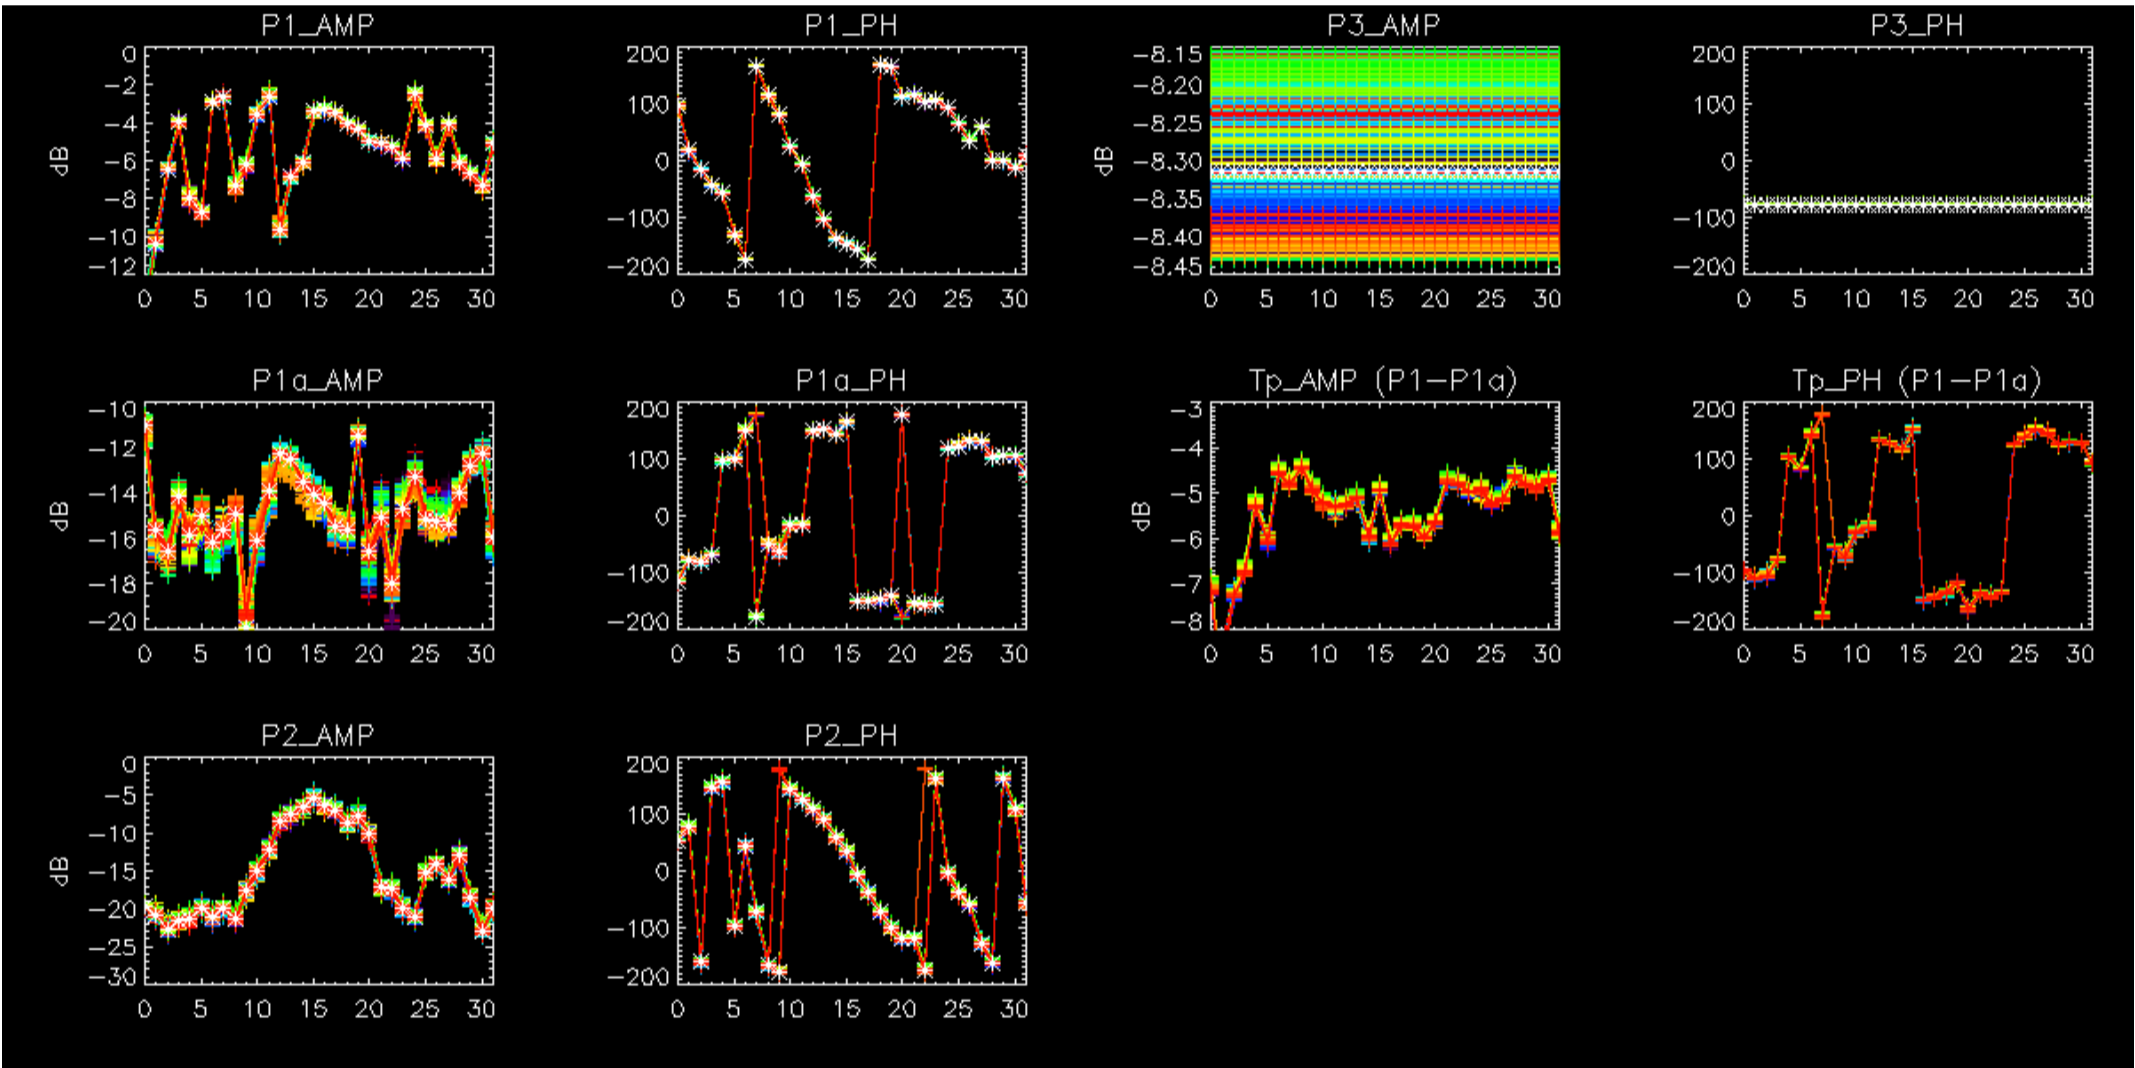 P1_AMP
P1_PH
P3_AMP
P3_PH
dB
0
-2
-4
-6
-8
-10
-12
0 5 10 15 20 25 30
200
100
0
-100
-200
0 5 10 15 20 25 30
dB
-8.15
-8.20
-8.25
-8.30
-8.35
-8.40
-8.45
0 5 10 15 20 25 30
200
100
0
-100
-200
0 5 10 15 20 25 30
P1a_AMP
P1a_PH
Tp_AMP (P1-P1a)
Tp_PH (P1-P1a)
dB
-10
-12
-14
-16
-18
-20
0 5 10 15 20 25 30
200
100
0
-100
-200
0 5 10 15 20 25 30
dB
-3
-4
-5
-6
-7
-8
0 5 10 15 20 25 30
200
100
0
-100
-200
0 5 10 15 20 25 30
P2_AMP
P2_PH
dB
0
-5
-10
-15
-20
-25
-30
0 5 10 15 20 25 30
200
100
0
-100
-200
0 5 10 15 20 25 30